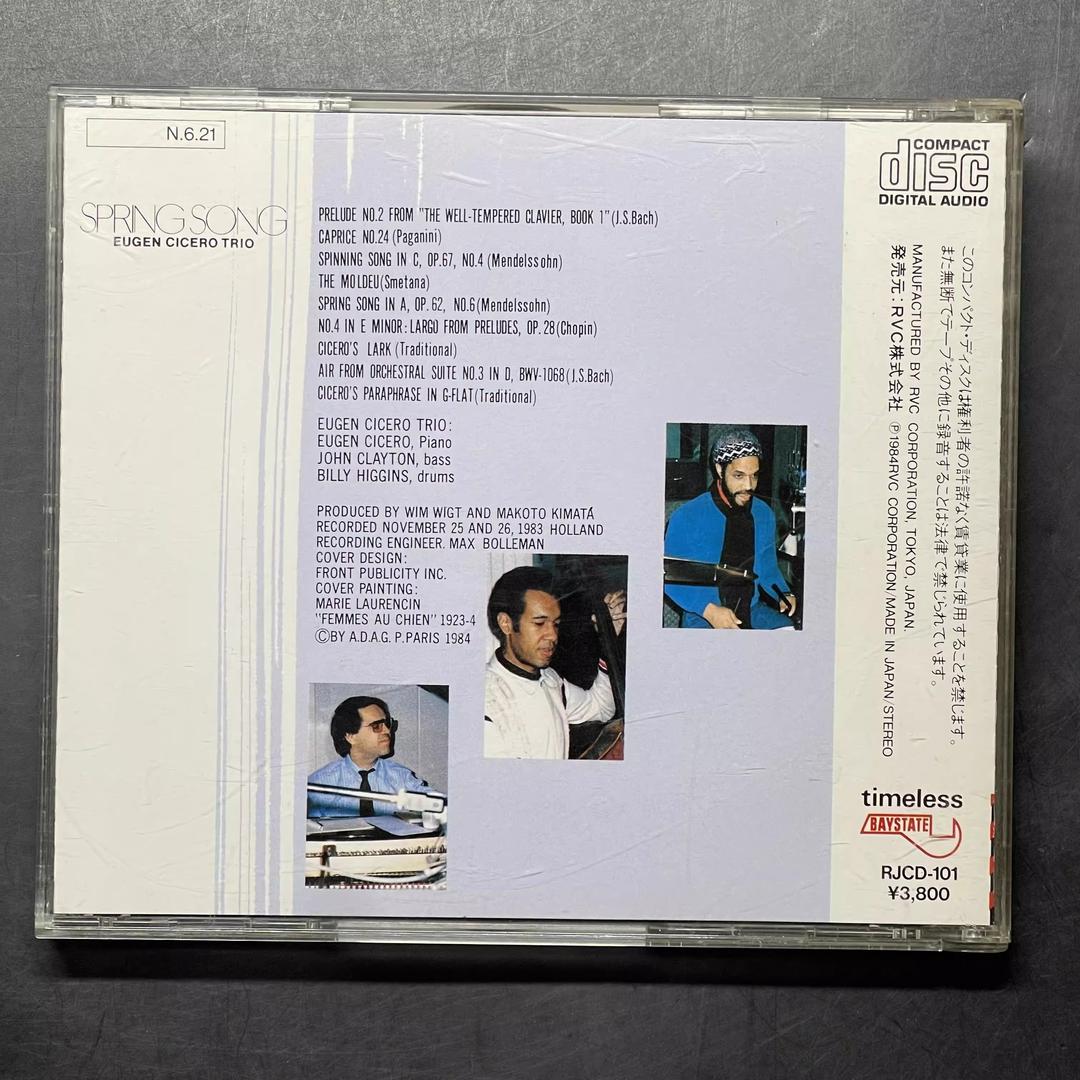 N.6.21
SPRING SONG
EUGEN CICERO TRIO
PRELUDE NO.2 FROM "THE WELL-TEMPERED CLAVIER, BOOK 1"(J.S.Bach)
CAPRICE NO.24 (Paganini)
SPINNING SONG IN C, OP.67, NO.4 (Mendelssohn)
THE MOLDEU(Smetana)
SPRING SONG IN A, OP.62, NO.6(Mendelssohn)
NO.4 IN E MINOR: LARGO FROM PRELUDES, OP.28(Chopin)
CICERO'S LARK (Traditional)
AIR FROM ORCHESTRAL SUITE NO.3 IN D, BWV-1068(J.S.Bach)
CICERO'S PARAPHRASE IN G-FLAT(Traditional)
EUGEN CICERO TRIO:
EUGEN CICERO, Piano
JOHN CLAYTON, bass
BILLY HIGGINS, drums
PRODUCED BY WIM WIGT AND MAKOTO KIMATA
RECORDED NOVEMBER 25 AND 26, 1983 HOLLAND
RECORDING ENGINEER. MAX BOLLEMAN
COVER DESIGN:
FRONT PUBLICITY INC.
COVER PAINTING:
MARIE LAURENCIN
"FEMMES AU CHIEN" 1923-4
©BY A.D.A.G. P.PARIS 1984
COMPACT
disc
DIGITAL AUDIO
このコンパクト・ディスクは権利者の許諾なく賃貸業に使用することを禁じます。
また無断でテープその他に録音することは法律で禁じられています。
MANUFACTURED BY RVC CORPORATION, TOKYO, JAPAN.
発売元:RVC株式会社 ℗1984RVC CORPORATION/MADE IN JAPAN/STEREO
timeless
BAYSTATE
RJCD-101
¥3,800